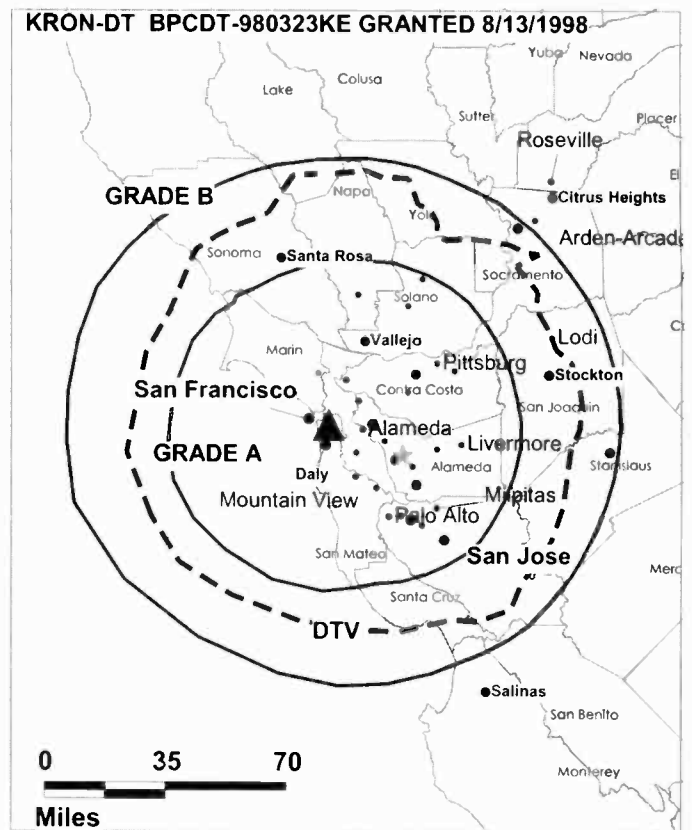 KRON-DT BPCDT-980323KE GRANTED 8/13/1998
Yuba
Nevada
Colusa
Lake
Sutter
Placer
Roseville
El
GRADE B
Napa
Citrus Heights
Yolo
Arden-Arcade
Sonoma
Santa Rosa
Sacramento
Solano
Lodi
Vallejo
Marin
Pittsburg
Stockton
San Francisco
Contra Costa
San Joaquin
Alameda
GRADE A
Livermore
Daly
Alameda
Stanislaus
Mountain View
Milpitas
Palo Alto
San Mateo
San Jose
Merc
Santa Cruz
DTV
Salinas
San Benito
0 35 70
Monterey
Miles